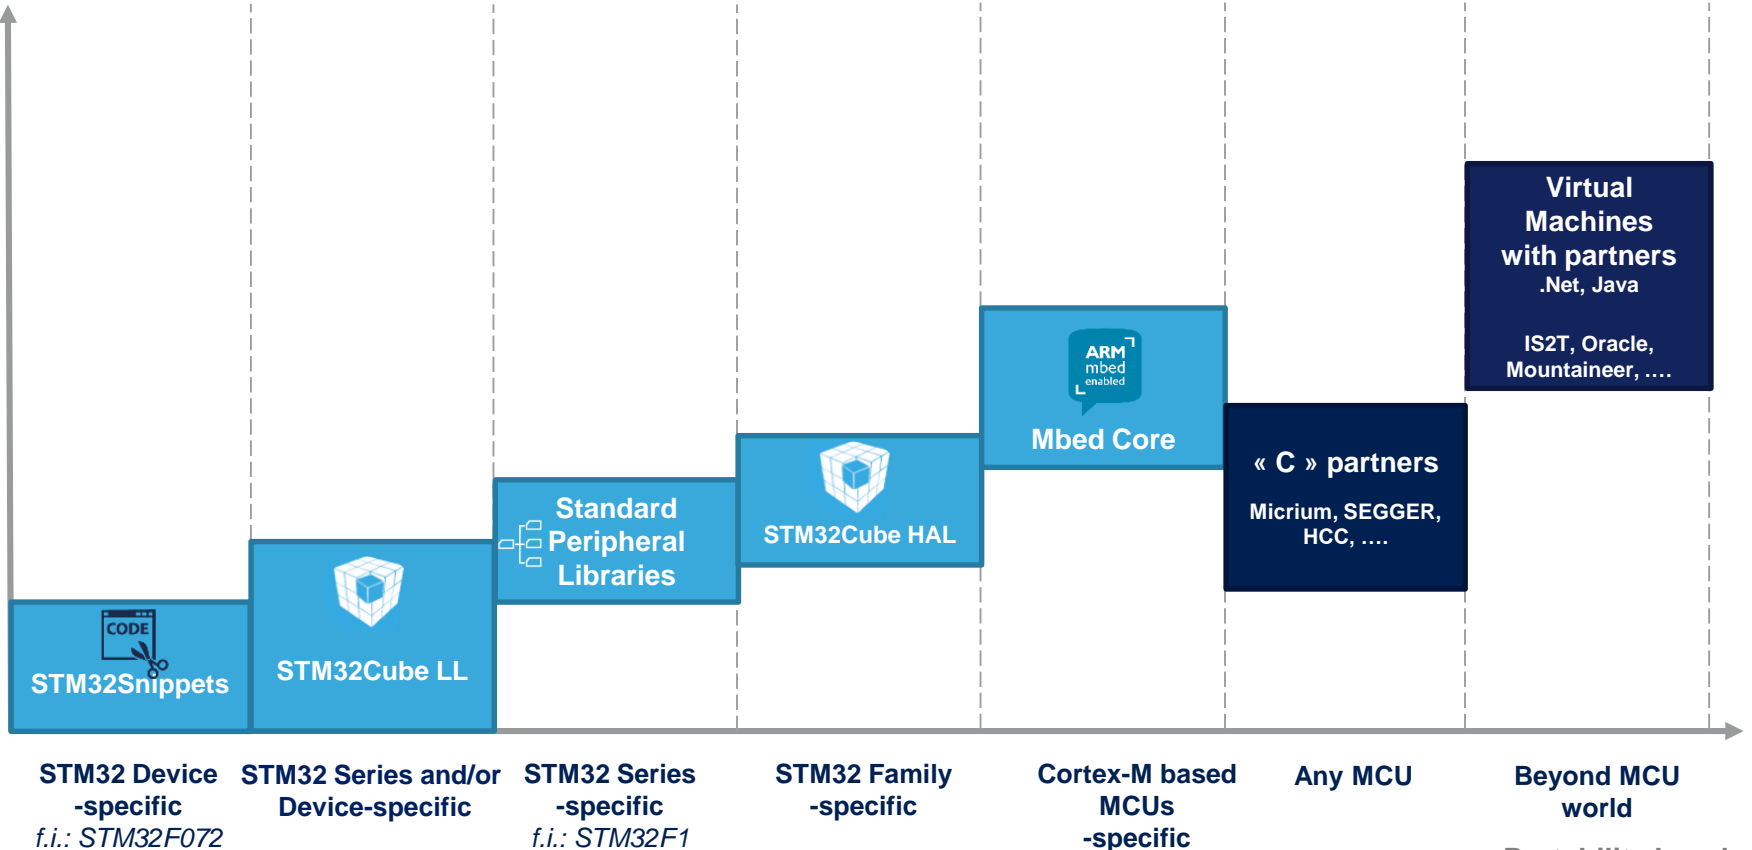 Virtual
Machines
with partners
.Net, Java
IS2T, Oracle,
Mountaineer, ....
ARM
mbed
enabled
Mbed Core
« C » partners
Micrium, SEGGER,
HCC, ....
STM32Cube HAL
Standard
Peripheral
Libraries
STM32Cube LL
CODE
STM32Snippets
STM32 Device
-specific
f.i.: STM32F072
STM32 Series and/or
Device-specific
STM32 Series
-specific
f.i.: STM32F1
STM32 Family
-specific
Cortex-M based
MCUs
-specific
Any MCU
Beyond MCU
world